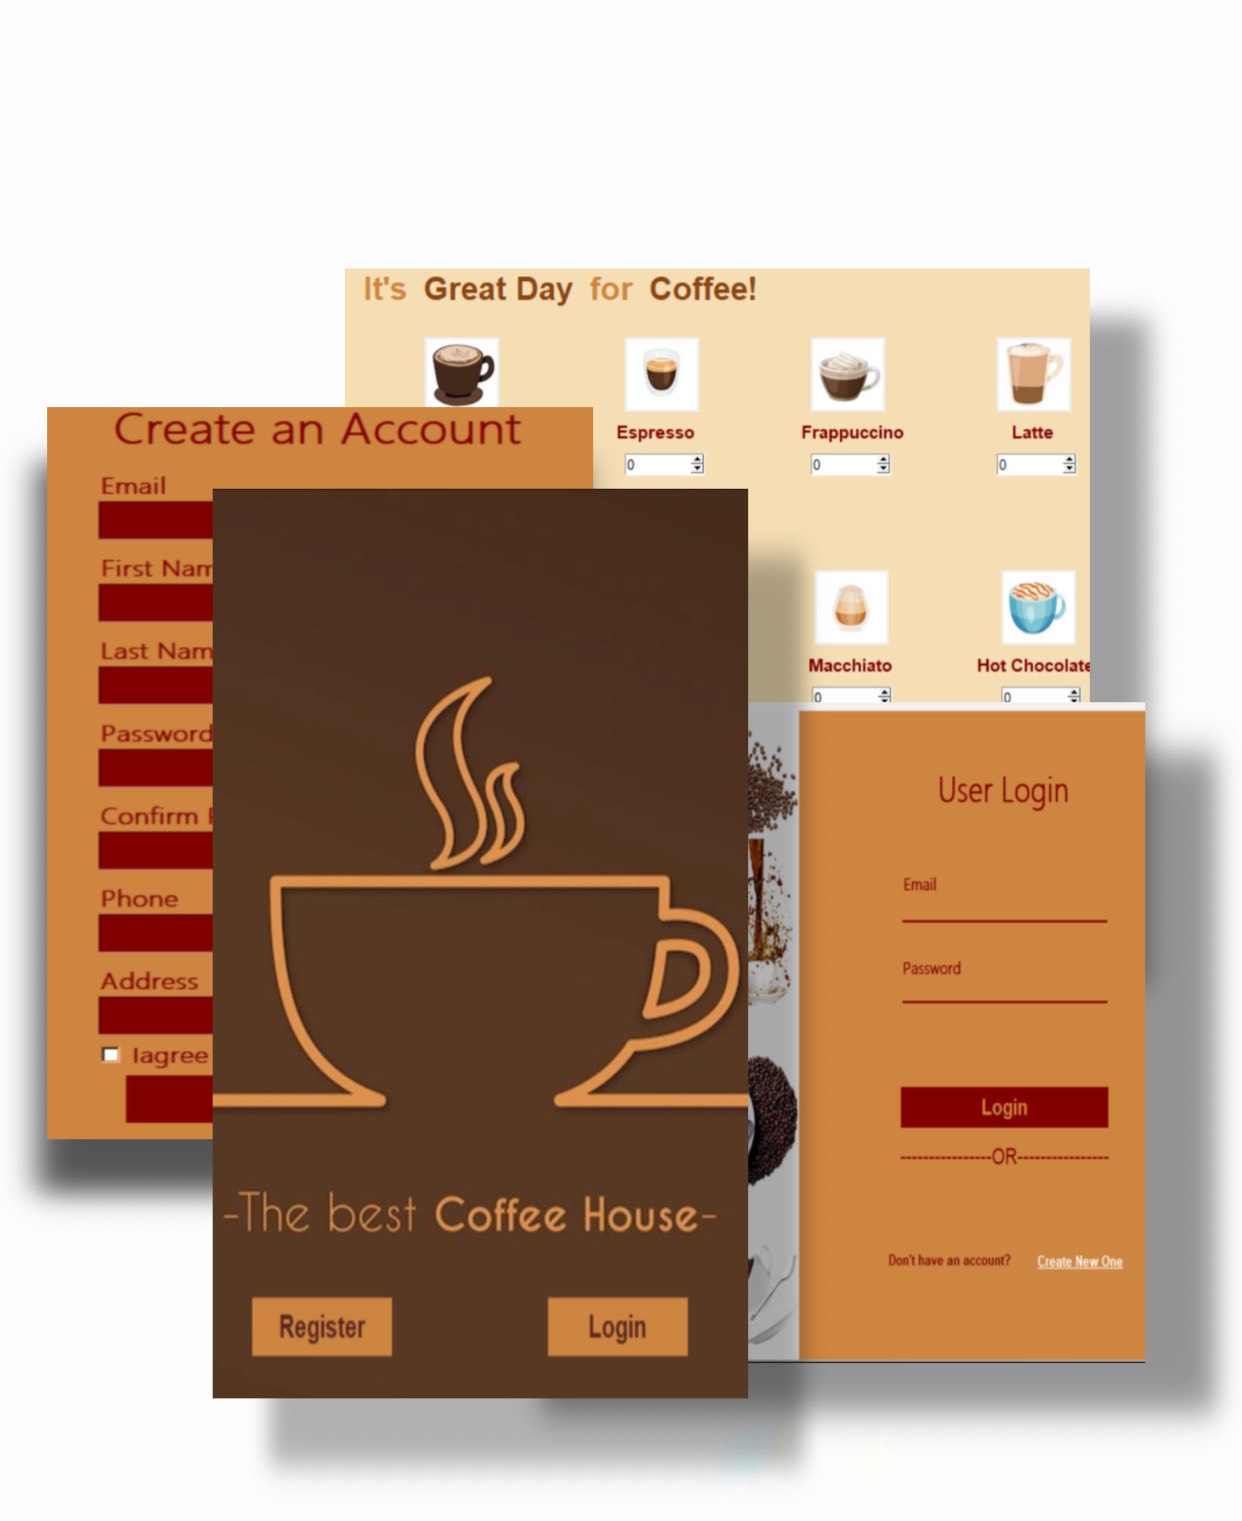 It's Great Day for Coffee!
Espresso Frappuccino Latte
0 0 0
Macchiato Hot Chocolate
0 0
Create an Account
Email
First Nam
Last Nam
Password
Confirm
Phone
Address
Iagree
-The best Coffee House-
Register Login
User Login
Email
Password
Login
----------------OR----------------
Don't have an account? Create New One